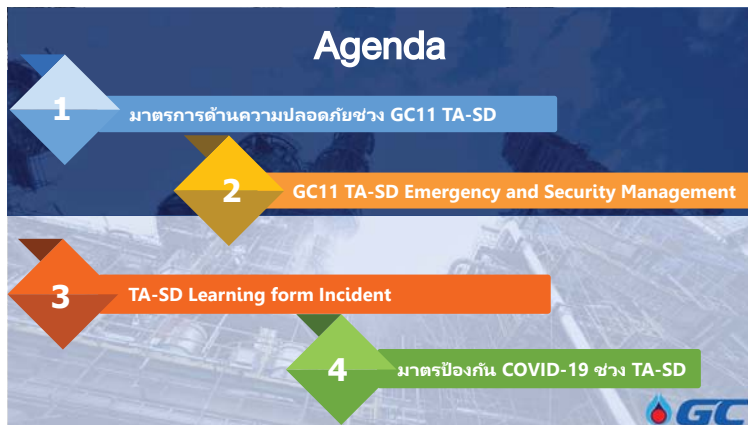 Agenda
1
มาตรการด้านความปลอดภัยช่วง GC11 TA-SD
2
GC11 TA-SD Emergency and Security Management
3
TA-SD Learning form Incident
4
มาตรป้องกัน COVID-19 ช่วง TA-SD
GC